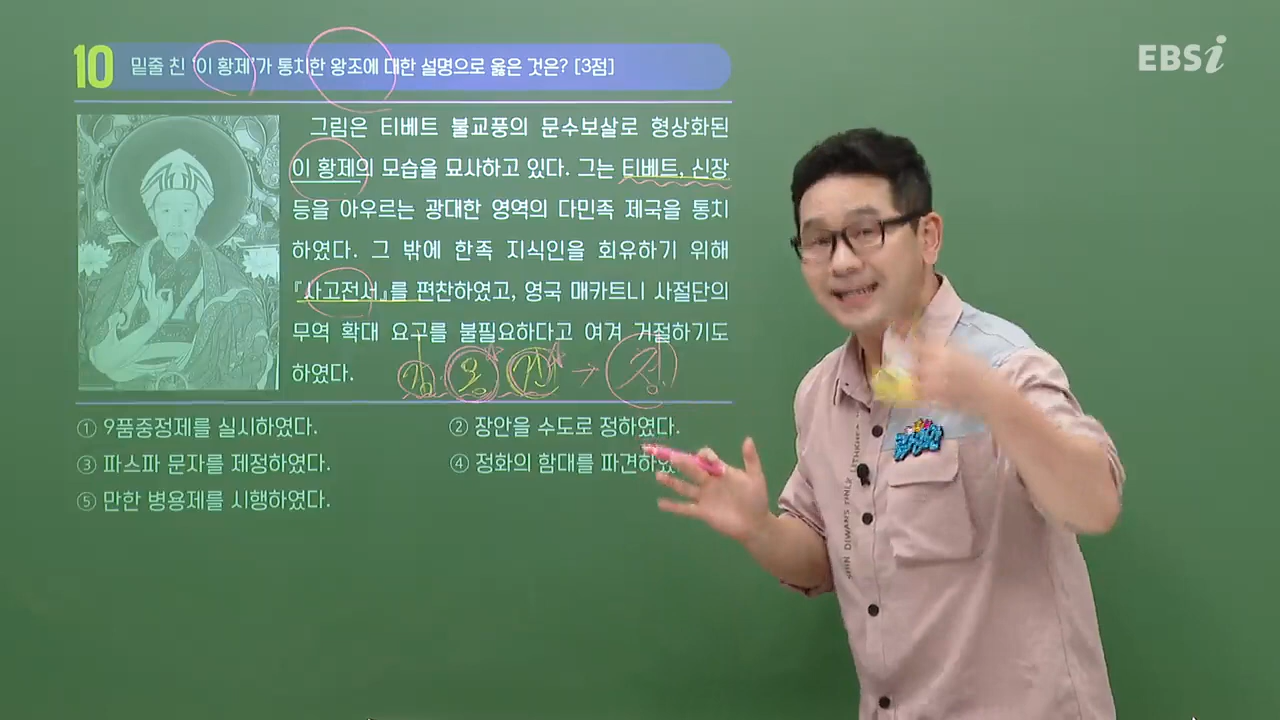 EBSi
10 밑줄 친 '이 황제'가 통치한 왕조에 대한 설명으로 옳은 것은? [3점]
그림은 티베트 불교풍의 문수보살로 형상화된
이 황제의 모습을 묘사하고 있다. 그는 티베트, 신장
등을 아우르는 광대한 영역의 다민족 제국을 통치
하였다. 그 밖에 한족 지식인을 회유하기 위해
『사고전서』를 편찬하였고, 영국 매카트니 사절단의
무역 확대 요구를 불필요하다고 여겨 거절하기도
하였다.
강 옹 건 → 청
① 9품중정제를 실시하였다.
② 장안을 수도로 정하였다.
③ 파스파 문자를 제정하였다.
④ 정화의 함대를 파견하였
⑤ 만한 병용제를 시행하였다.